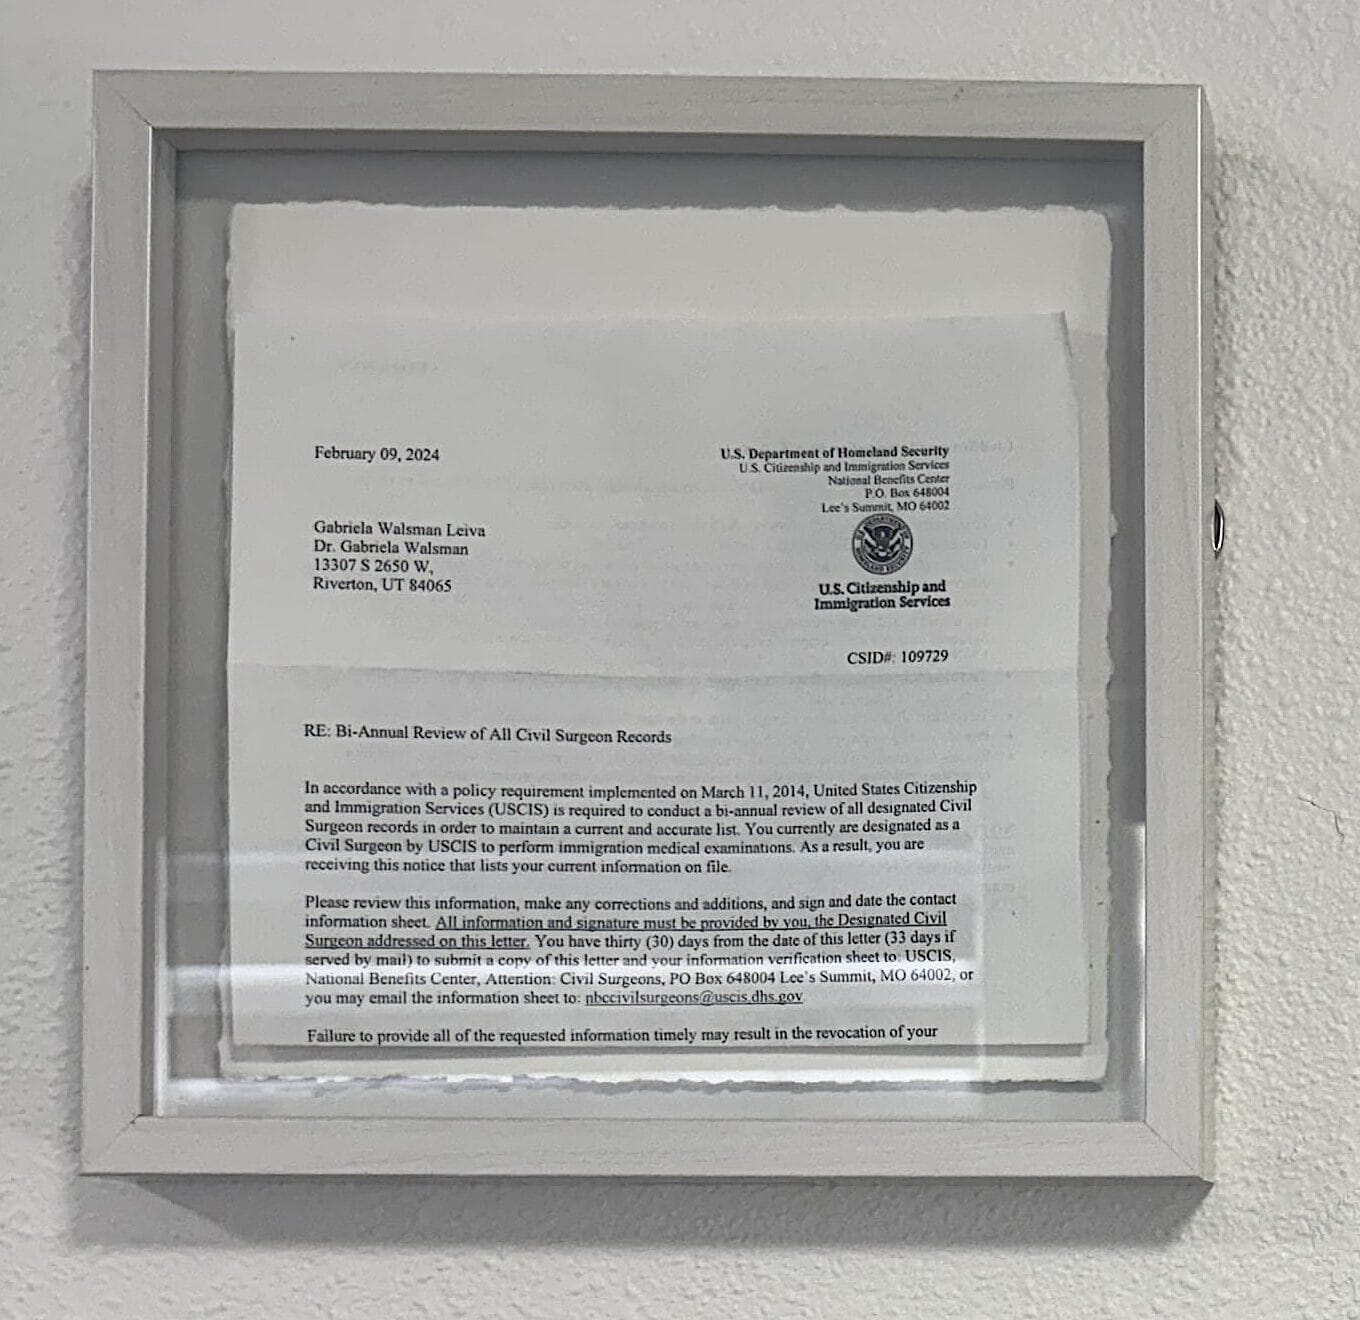 February 09, 2024
U.S. Department of Homeland Security
U.S. Citizenship and Immigration Services
National Benefits Center
P.O. Box 648004
Lee's Summit, MO 64002
Gabriela Walsman Leiva
Dr. Gabriela Walsman
13307 S 2650 W,
Riverton, UT 84065
U.S. Citizenship and
Immigration Services
CSID#: 109729
RE: Bi-Annual Review of All Civil Surgeon Records
In accordance with a policy requirement implemented on March 11, 2014, United States Citizenship
and Immigration Services (USCIS) is required to conduct a bi-annual review of all designated Civil
Surgeon records in order to maintain a current and accurate list. You currently are designated as a
Civil Surgeon by USCIS to perform immigration medical examinations. As a result, you are
receiving this notice that lists your current information on file.
Please review this information, make any corrections and additions, and sign and date the contact
information sheet. All information and signature must be provided by you, the Designated Civil
Surgeon addressed on this letter. You have thirty (30) days from the date of this letter (33 days if
served by mail) to submit a copy of this letter and your information verification sheet to: USCIS,
National Benefits Center, Attention: Civil Surgeons, PO Box 648004 Lee's Summit, MO 64002, or
you may email the information sheet to: nbccivilsurgeons@uscis.dhs.gov
Failure to provide all of the requested information timely may result in the revocation of your